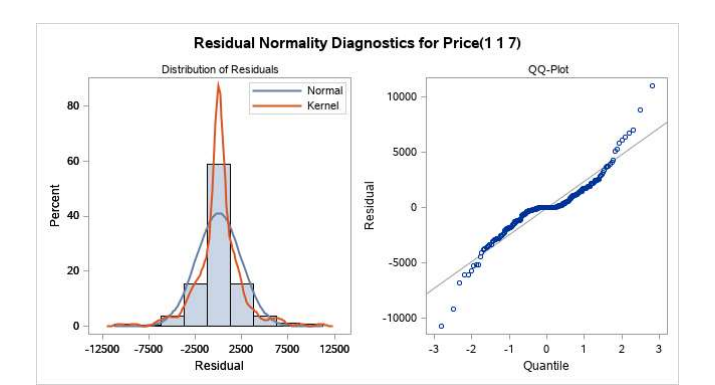 Residual Normality Diagnostics for Price(1 1 7)
Distribution of Residuals
Normal
Kernel
80
60
40
20
0
Percent
-12500 -7500 -2500 2500 7500 12500
Residual
QQ-Plot
10000
5000
0
-5000
-10000
Residual
-3 -2 -1 0 1 2 3
Quantile